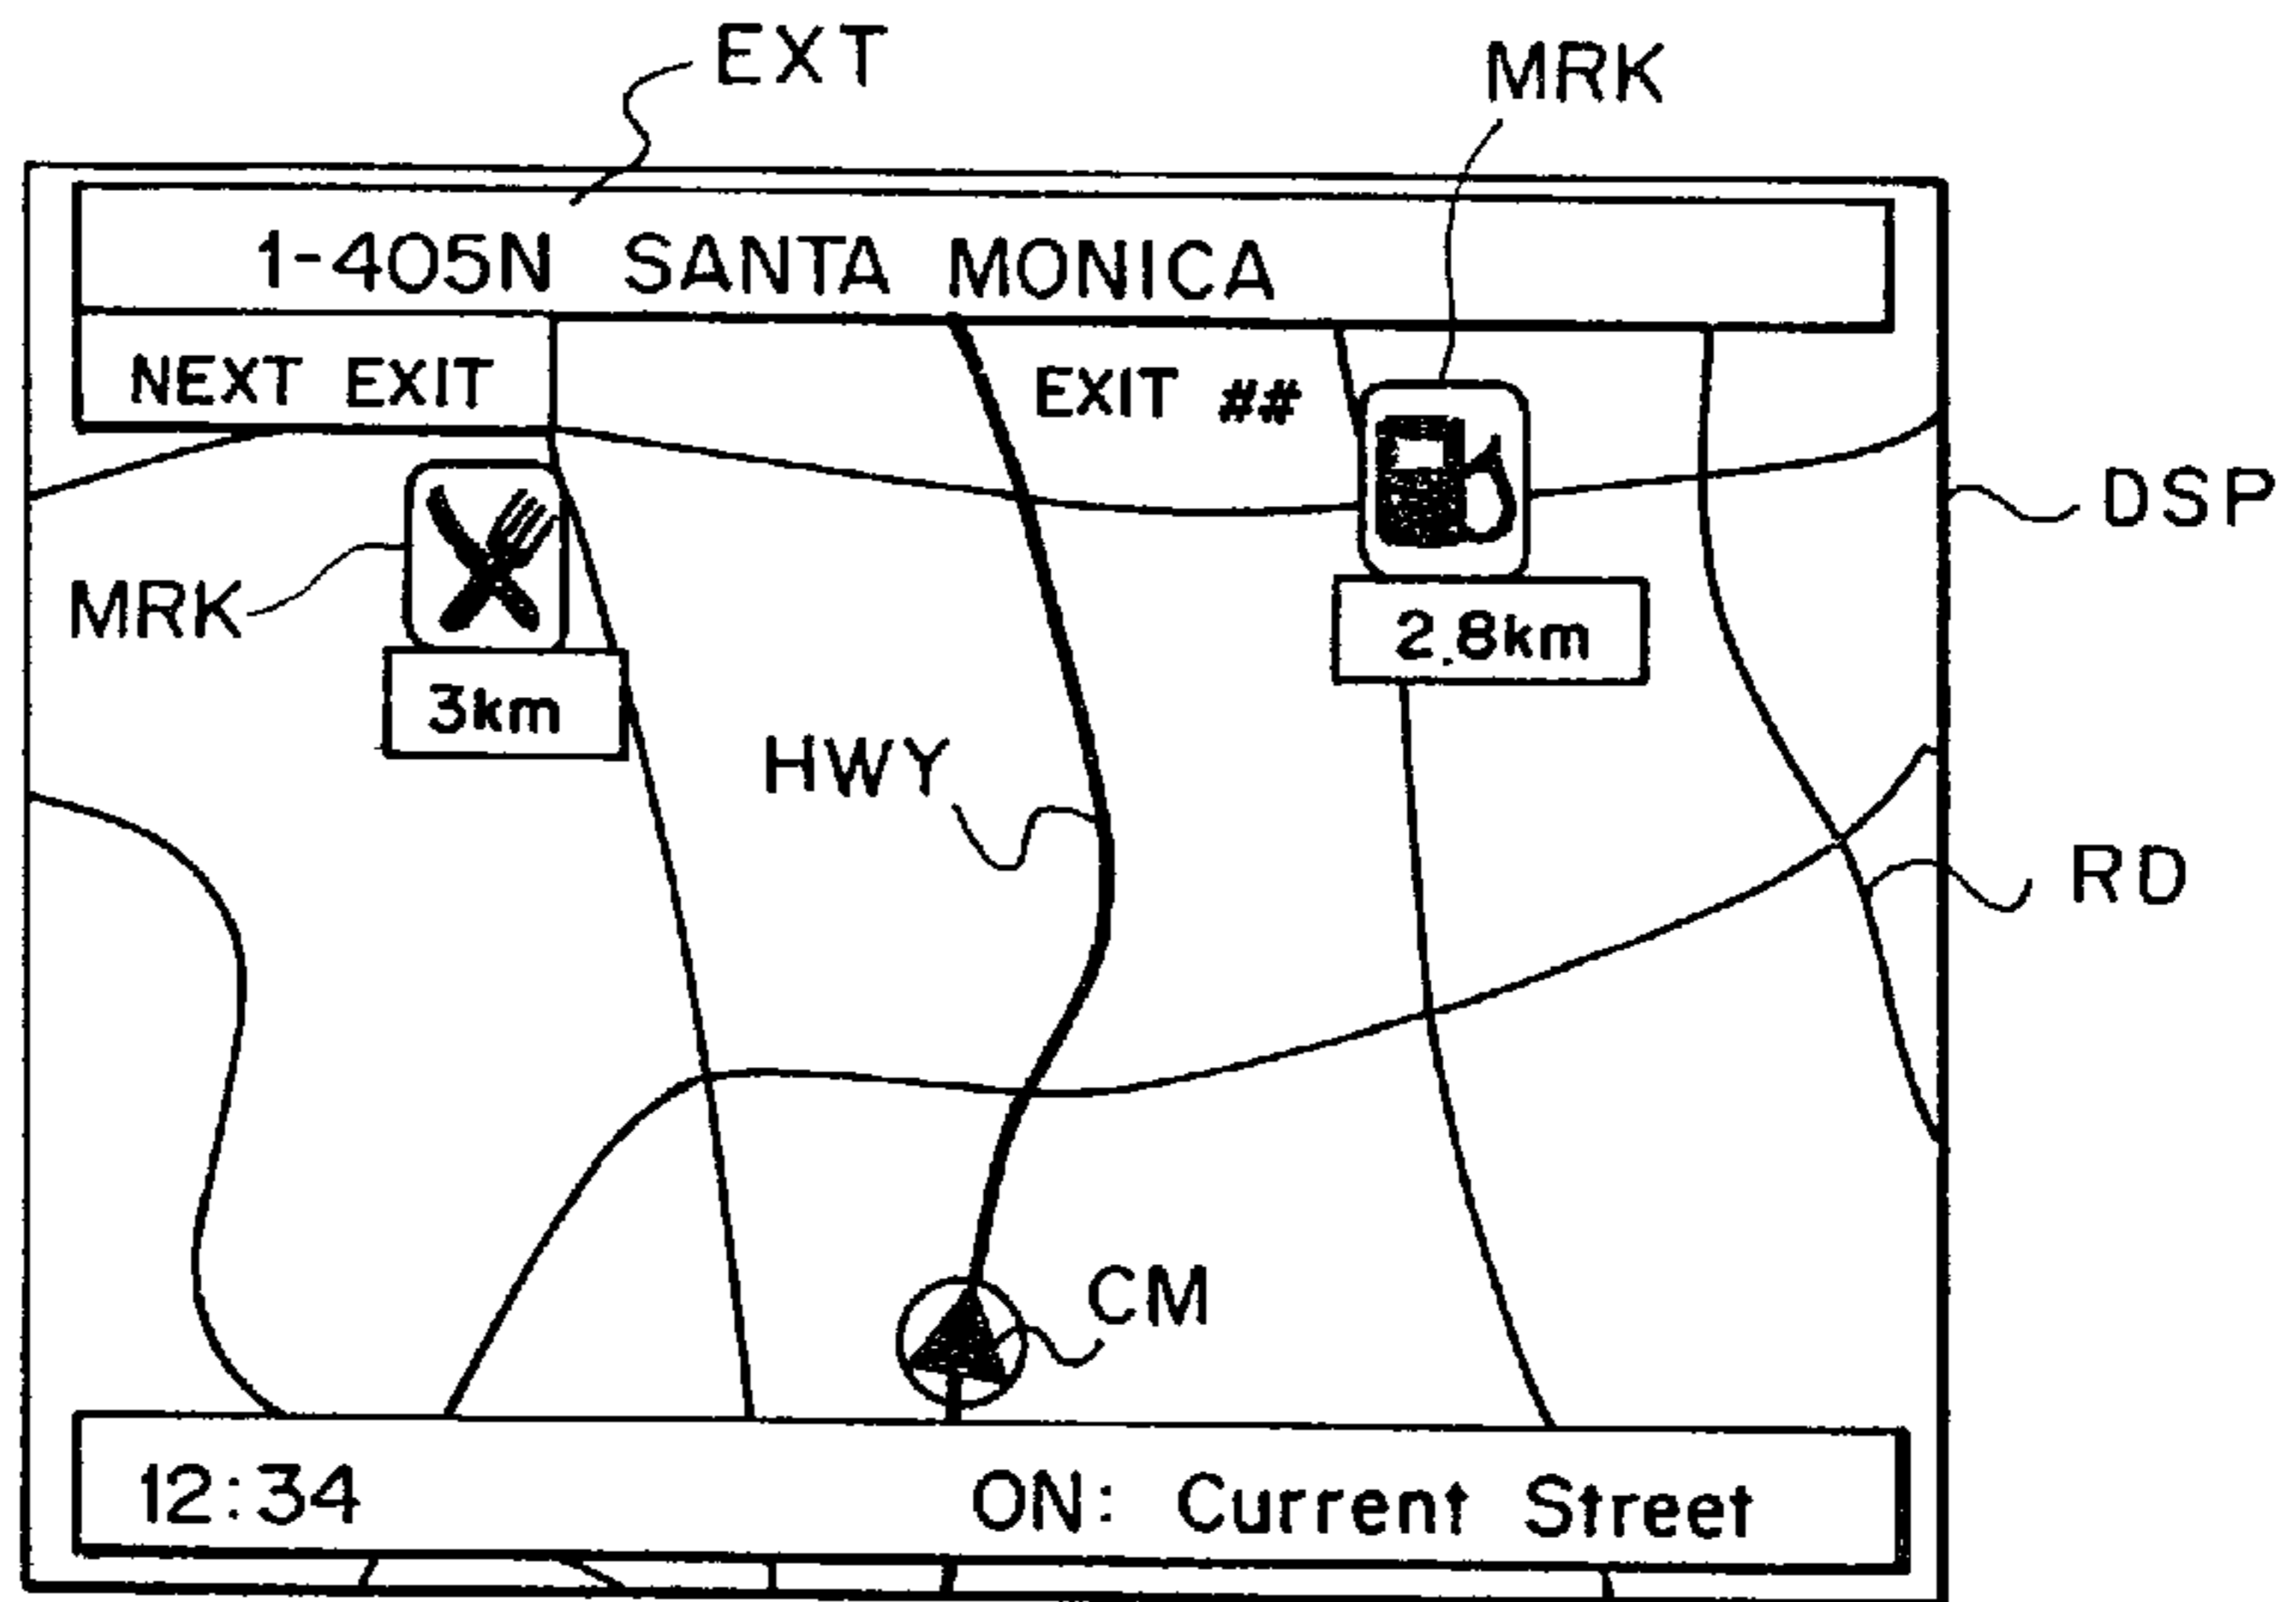 EXT
MRK
1-405N SANTA MONICA
NEXT EXIT
EXIT ##
DSP
MRK
2.8km
3km
HWY
RD
CM
12:34
ON: Current Street